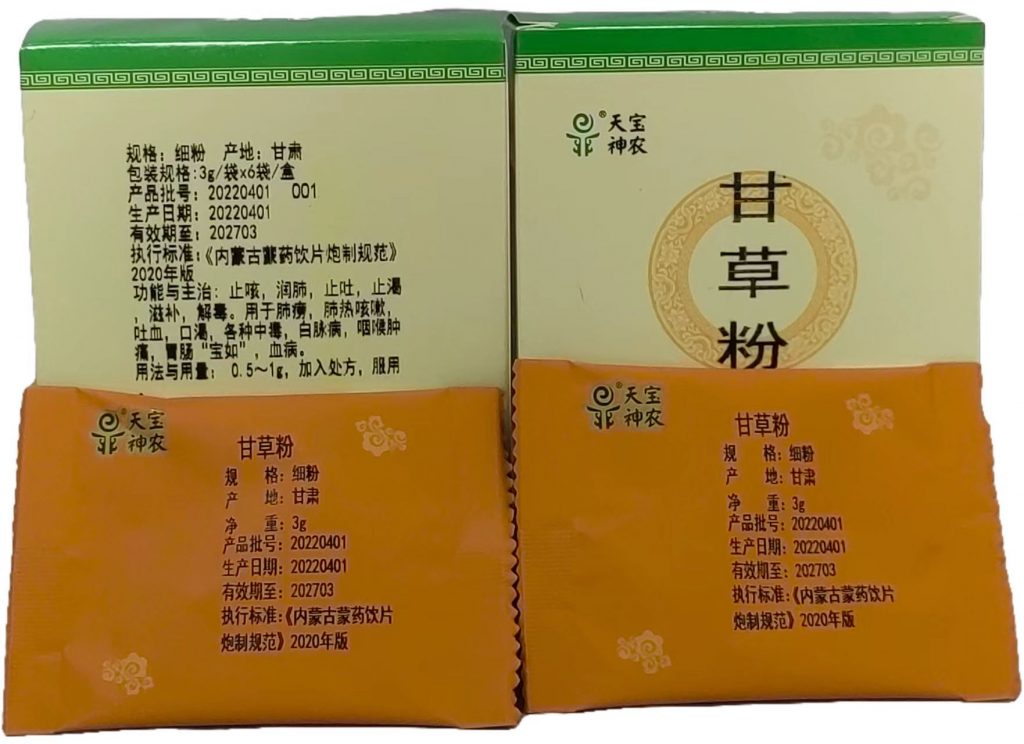 规格：细粉 产地：甘肃
包装规格:3g/袋x6袋/盒
产品批号：20220401 001
生产日期：20220401
有效期至：202703
执行标准：《内蒙古蒙药饮片炮制规范》
2020年版
功能与主治：止咳，润肺，止吐，止渴
，滋补，解毒。用于肺痨，肺热咳嗽，
吐血，口渴，各种中毒，白脉病，咽喉肿
痛，胃肠“宝如”，血病。
用法与用量：0.5～1g，加入处方，服用
®天宝
神农
甘
草
粉
®天宝
神农
甘草粉
规 格：细粉
产 地：甘肃
净 重：3g
产品批号：20220401
生产日期：20220401
有效期至：202703
执行标准：《内蒙古蒙药饮片
炮制规范》2020年版
®天宝
神农
甘草粉
规 格：细粉
产 地：甘肃
净 重：3g
产品批号：20220401
生产日期：20220401
有效期至：202703
执行标准：《内蒙古蒙药饮片
炮制规范》2020年版